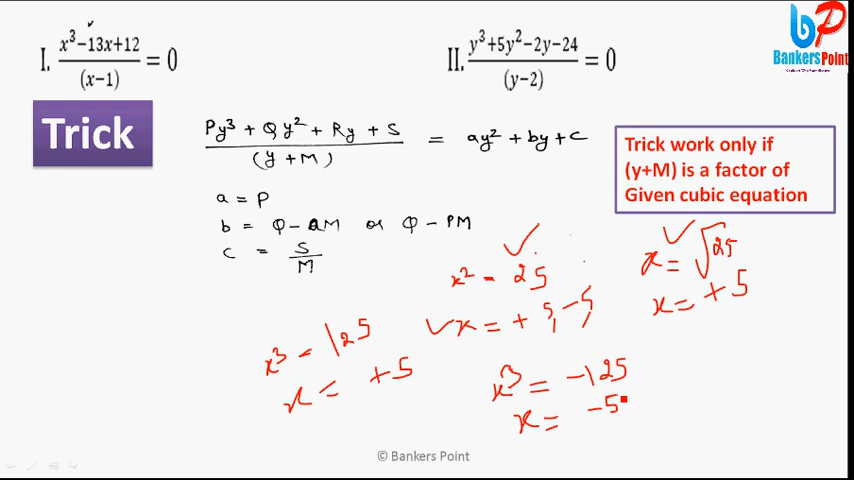 I. x³−13x+12 / (x−1) = 0
II. y³+5y²−2y−24 / (y−2) = 0
bP
BankersPoint
Trick
Py³ + Qy² + Ry + S / (y + M) = ay² + by + c
Trick work only if
(y+M) is a factor of
Given cubic equation
a = P
b = Q − aM or Q − PM
c = S / M
x² = 25
x = + 5, −5
x = √25
x = + 5
x³ = 125
x = +5
x³ = −125
x = −5
© Bankers Point